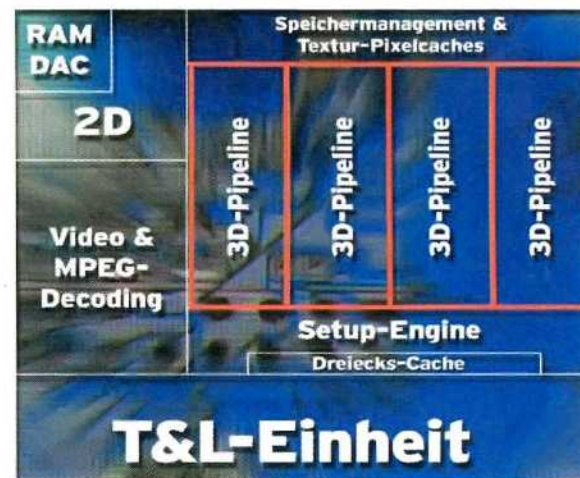 RAM
DAC
Speichermanagement &
Textur-Pixelcaches
2D
3D-Pipeline
3D-Pipeline
3D-Pipeline
3D-Pipeline
Video &
MPEG-
Decoding
Setup-Engine
Dreiecks-Cache
T&L-Einheit